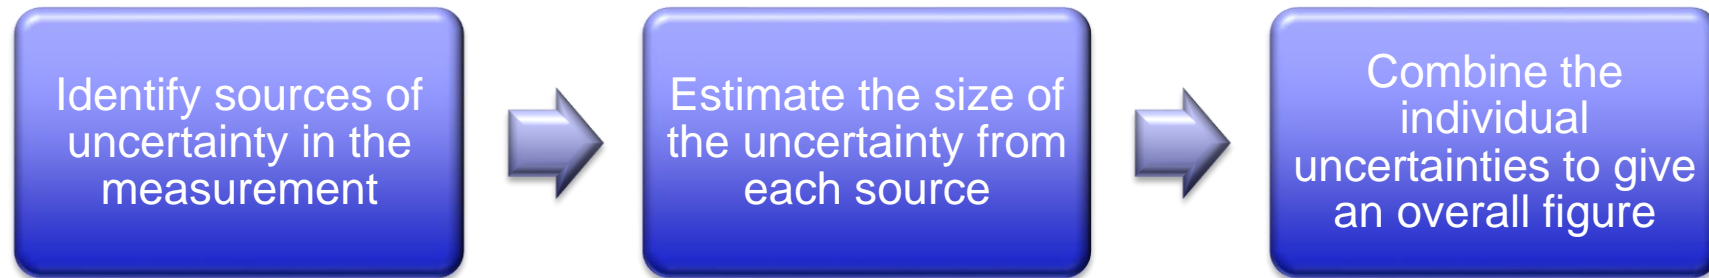 Identify sources of
uncertainty in the
measurement
Estimate the size of
the uncertainty from
each source
Combine the
individual
uncertainties to give
an overall figure